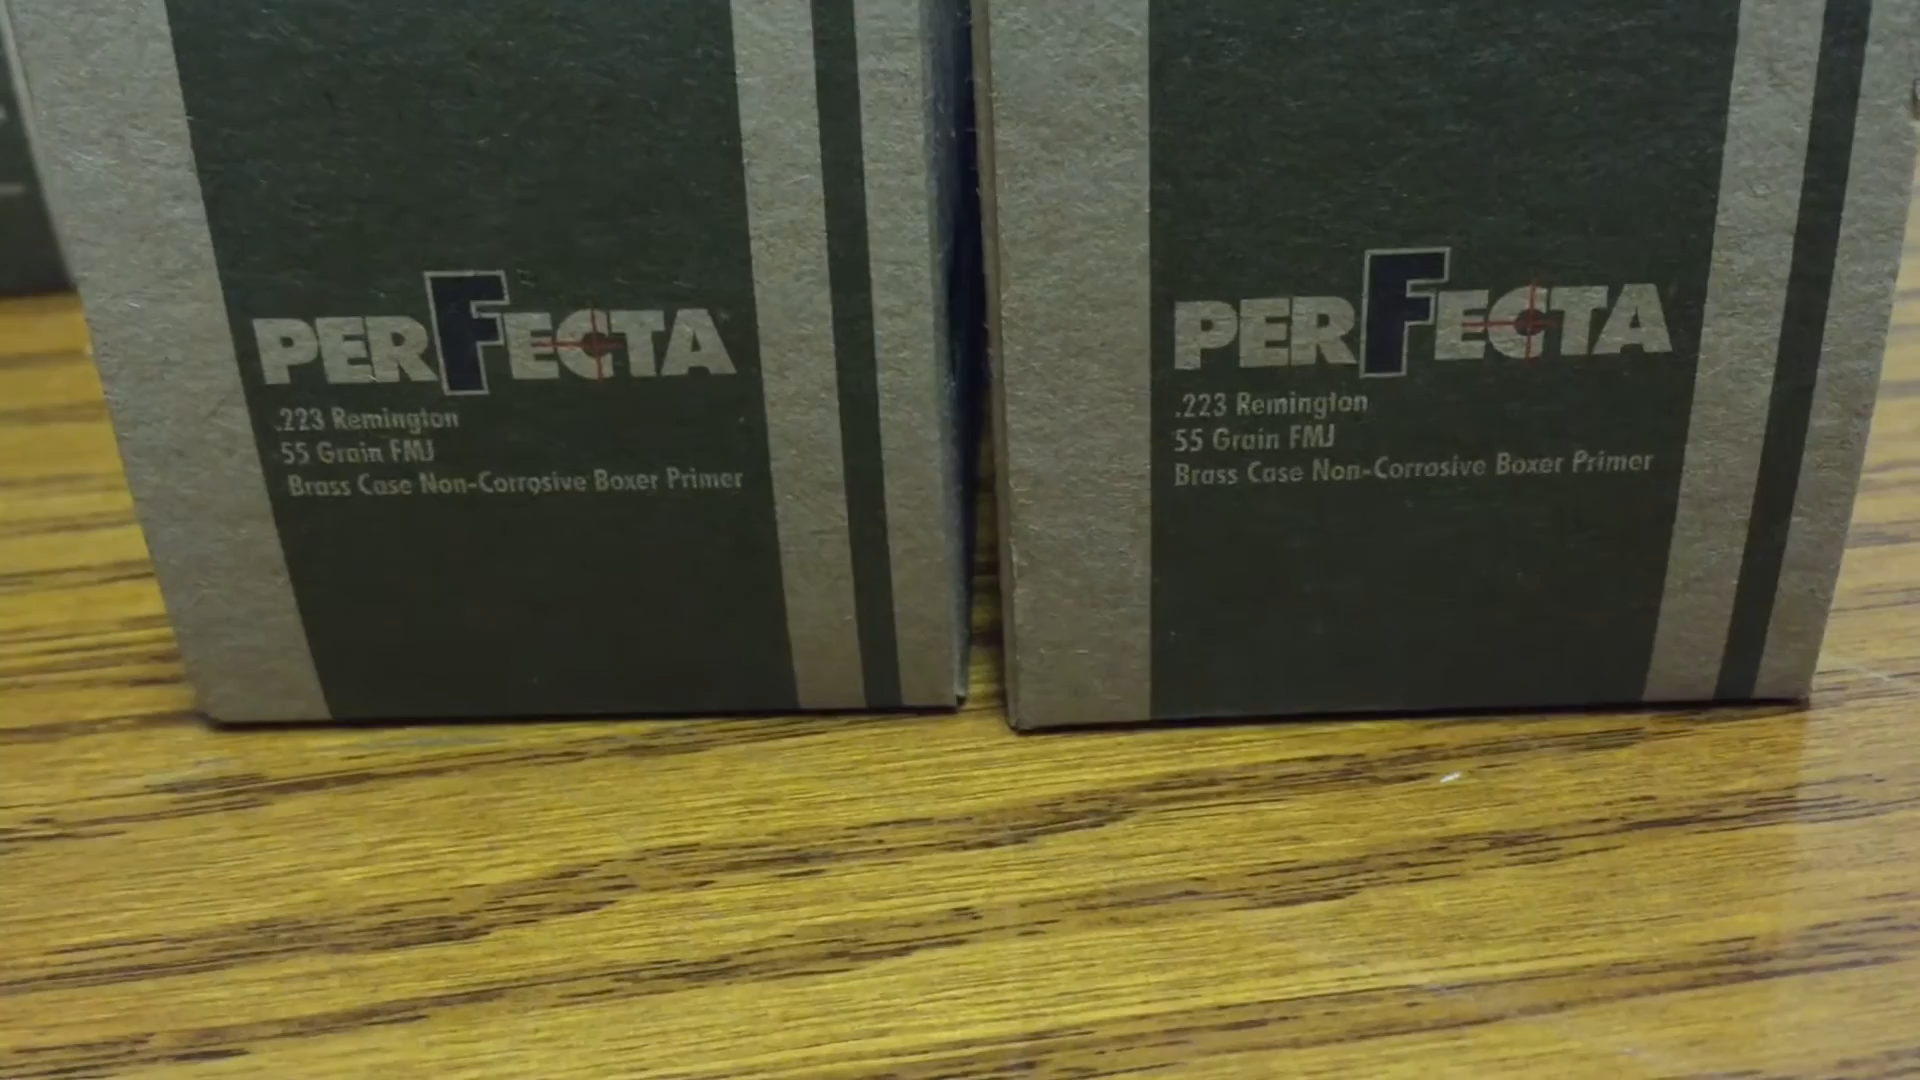 PERFECTA
.223 Remington
55 Grain FMJ
Brass Case Non-Corrosive Boxer Primer
PERFECTA
.223 Remington
55 Grain FMJ
Brass Case Non-Corrosive Boxer Primer